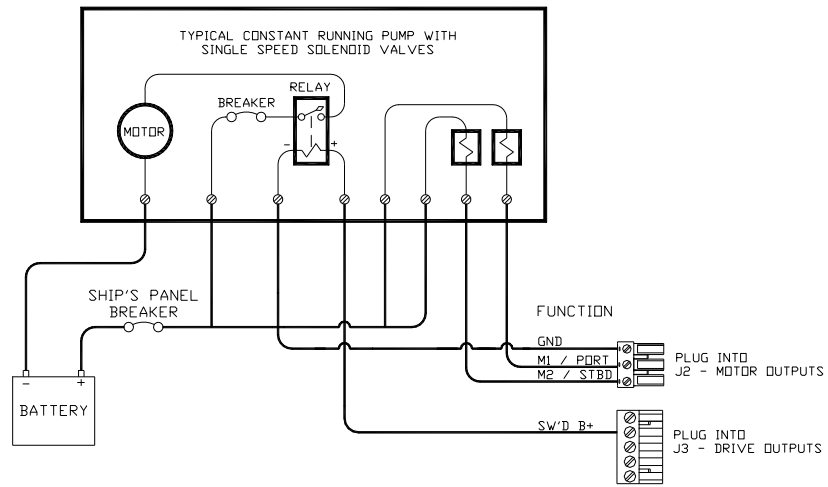 TYPICAL CONSTANT RUNNING PUMP WITH
SINGLE SPEED SOLENOID VALVES
RELAY
BREAKER
MOTOR
- +
SHIP'S PANEL
BREAKER
FUNCTION
GND
M1 / PORT
M2 / STBD
PLUG INTO
J2 - MOTOR OUTPUTS
- +
BATTERY
SW'D B+
PLUG INTO
J3 - DRIVE OUTPUTS